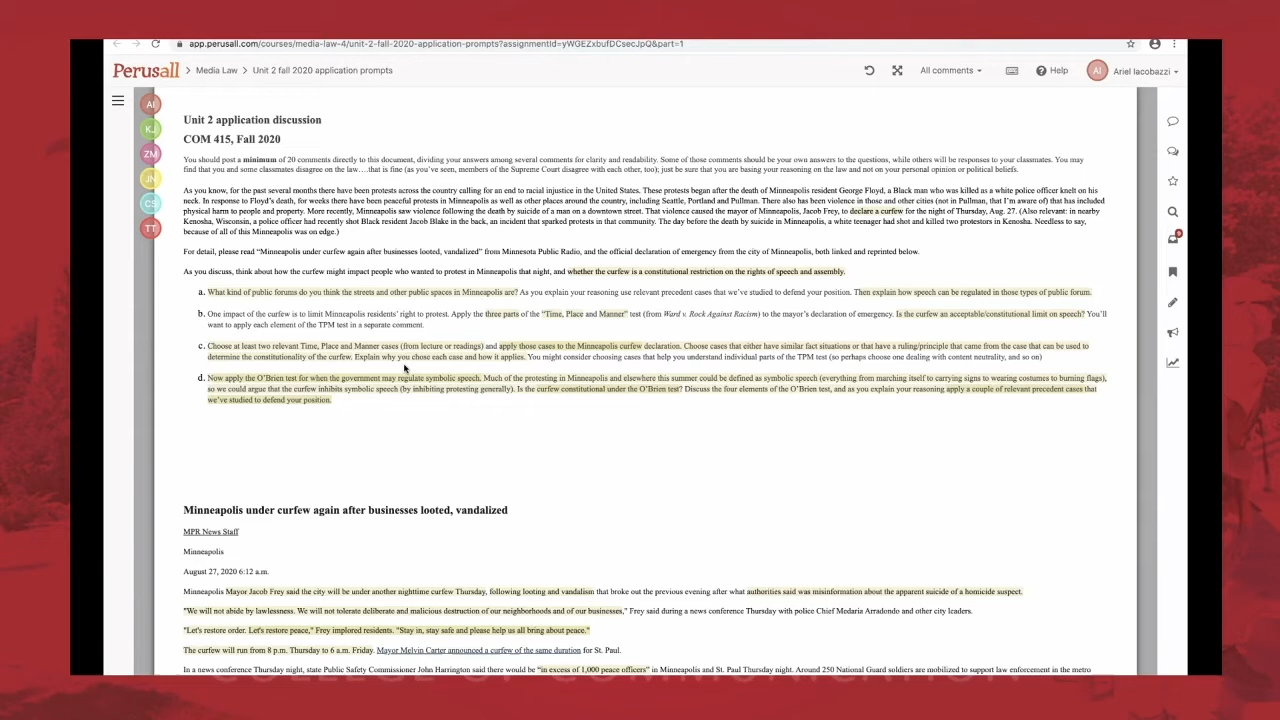 app.perusall.com/courses/media-law-4/unit-2-fall-2020-application-prompts?assignmentId=yWGEZxbufDCsecJpQ&part=1
Perusall > Media Law > Unit 2 fall 2020 application prompts
All comments
Help
AI
Ariel Iacobazzi
AI
KJ
ZM
JN
CS
TT
9
Unit 2 application discussion
COM 415, Fall 2020
You should post a minimum of 20 comments directly to this document, dividing your answers among several comments for clarity and readability. Some of those comments should be your own answers to the questions, while others will be responses to your classmates. You may
find that you and some classmates disagree on the law….that is fine (as you've seen, members of the Supreme Court disagree with each other, too); just be sure that you are basing your reasoning on the law and not on your personal opinion or political beliefs.
As you know, for the past several months there have been protests across the country calling for an end to racial injustice in the United States. These protests began after the death of Minneapolis resident George Floyd, a Black man who was killed as a white police officer knelt on his
neck. In response to Floyd's death, for weeks there have been peaceful protests in Minneapolis as well as other places around the country, including Seattle, Portland and Pullman. There also has been violence in those and other cities (not in Pullman, that I'm aware of) that has included
physical harm to people and property. More recently, Minneapolis saw violence following the death by suicide of a man on a downtown street. That violence caused the mayor of Minneapolis, Jacob Frey, to declare a curfew for the night of Thursday, Aug. 27. (Also relevant: in nearby
Kenosha, Wisconsin, a police officer had recently shot Black resident Jacob Blake in the back, an incident that sparked protests in that community. The day before the death by suicide in Minneapolis, a white teenager had shot and killed two protestors in Kenosha. Needless to say,
because of all of this Minneapolis was on edge.)
For detail, please read “Minneapolis under curfew again after businesses looted, vandalized” from Minnesota Public Radio, and the official declaration of emergency from the city of Minneapolis, both linked and reprinted below.
As you discuss, think about how the curfew might impact people who wanted to protest in Minneapolis that night, and whether the curfew is a constitutional restriction on the rights of speech and assembly.
a. What kind of public forums do you think the streets and other public spaces in Minneapolis are? As you explain your reasoning use relevant precedent cases that we've studied to defend your position. Then explain how speech can be regulated in those types of public forum.
b. One impact of the curfew is to limit Minneapolis residents' right to protest. Apply the three parts of the “Time, Place and Manner” test (from Ward v. Rock Against Racism) to the mayor's declaration of emergency. Is the curfew an acceptable/constitutional limit on speech? You'll
want to apply each element of the TPM test in a separate comment.
c. Choose at least two relevant Time, Place and Manner cases (from lecture or readings) and apply those cases to the Minneapolis curfew declaration. Choose cases that either have similar fact situations or that have a ruling/principle that came from the case that can be used to
determine the constitutionality of the curfew. Explain why you chose each case and how it applies. You might consider choosing cases that help you understand individual parts of the TPM test (so perhaps choose one dealing with content neutrality, and so on)
d. Now apply the O'Brien test for when the government may regulate symbolic speech. Much of the protesting in Minneapolis and elsewhere this summer could be defined as symbolic speech (everything from marching itself to carrying signs to wearing costumes to burning flags),
so we could argue that the curfew inhibits symbolic speech (by inhibiting protesting generally). Is the curfew constitutional under the O'Brien test? Discuss the four elements of the O'Brien test, and as you explain your reasoning apply a couple of relevant precedent cases that
we've studied to defend your position.
Minneapolis under curfew again after businesses looted, vandalized
MPR News Staff
Minneapolis
August 27, 2020 6:12 a.m.
Minneapolis Mayor Jacob Frey said the city will be under another nighttime curfew Thursday, following looting and vandalism that broke out the previous evening after what authorities said was misinformation about the apparent suicide of a homicide suspect.
"We will not abide by lawlessness. We will not tolerate deliberate and malicious destruction of our neighborhoods and of our businesses," Frey said during a news conference Thursday with police Chief Medaria Arradondo and other city leaders.
"Let's restore order. Let's restore peace," Frey implored residents. "Stay in, stay safe and please help us all bring about peace."
The curfew will run from 8 p.m. Thursday to 6 a.m. Friday. Mayor Melvin Carter announced a curfew of the same duration for St. Paul.
In a news conference Thursday night, state Public Safety Commissioner John Harrington said there would be “in excess of 1,000 peace officers” in Minneapolis and St. Paul Thursday night. Around 250 National Guard soldiers are mobilized to support law enforcement in the metro